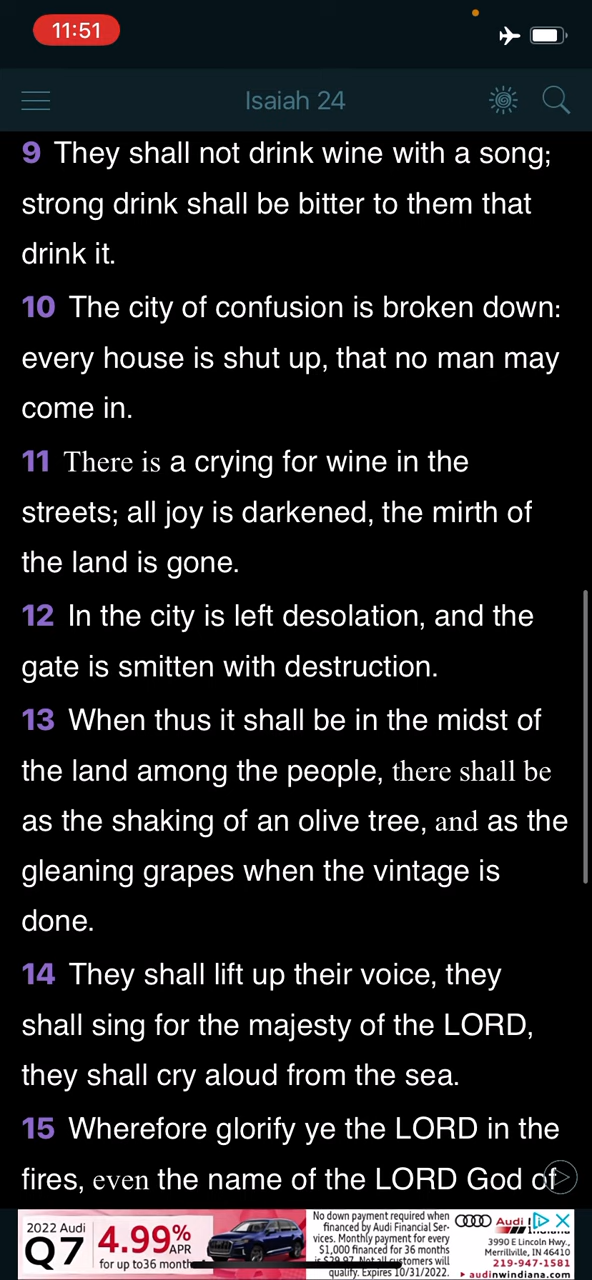 11:51
Isaiah 24
9 They shall not drink wine with a song;
strong drink shall be bitter to them that
drink it.
10 The city of confusion is broken down:
every house is shut up, that no man may
come in.
11 There is a crying for wine in the
streets; all joy is darkened, the mirth of
the land is gone.
12 In the city is left desolation, and the
gate is smitten with destruction.
13 When thus it shall be in the midst of
the land among the people, there shall be
as the shaking of an olive tree, and as the
gleaning grapes when the vintage is
done.
14 They shall lift up their voice, they
shall sing for the majesty of the LORD,
they shall cry aloud from the sea.
15 Wherefore glorify ye the LORD in the
fires, even the name of the LORD God of
2022 Audi
Q7
4.99% APR
for up to36 month
No down payment required when
financed by Audi Financial Ser-
vices. Monthly payment for every
$1,000 financed for 36 months
is $29.97. Not all customers will
qualify. Expires 10/31/2022.
Audi
3990 E Lincoln Hwy.,
Merrillville, IN 46410
219-947-1581
audinwindiana.com